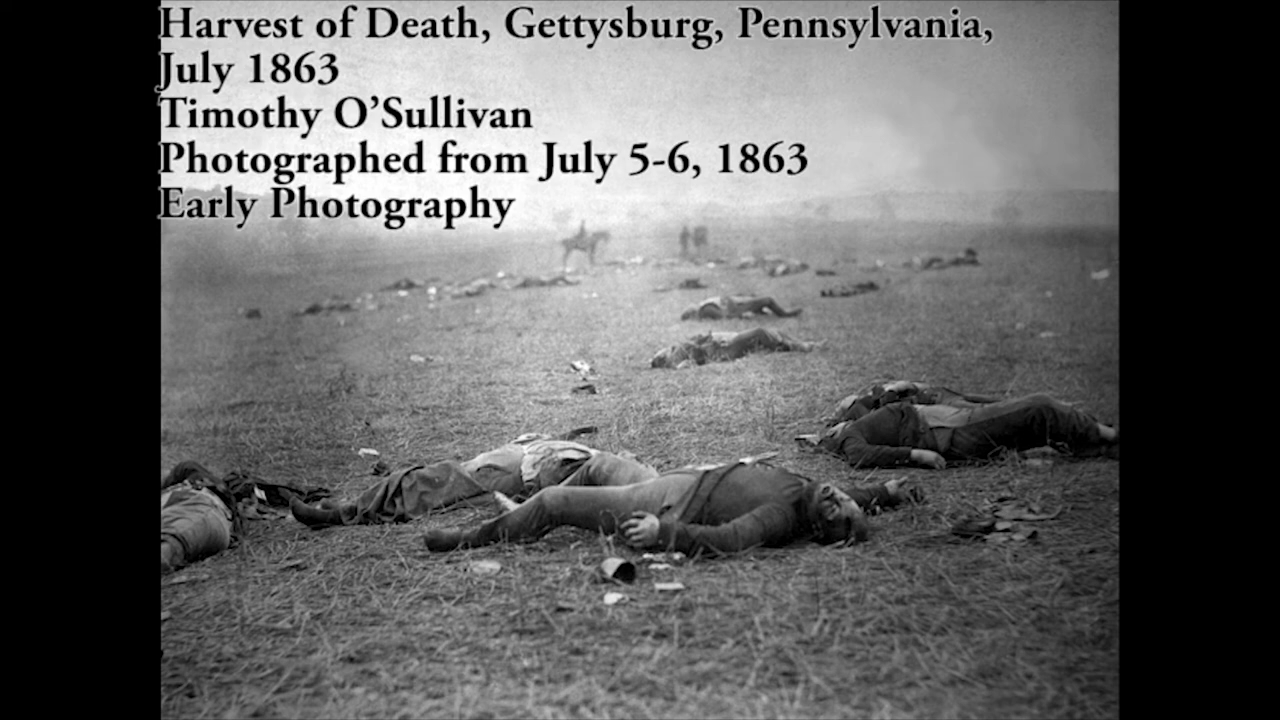 Harvest of Death, Gettysburg, Pennsylvania,
July 1863
Timothy O’Sullivan
Photographed from July 5-6, 1863
Early Photography